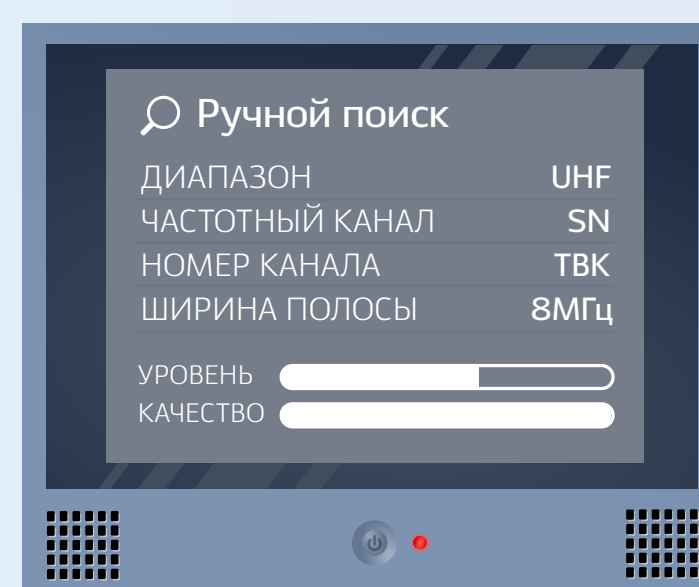 Ручной поиск
ДИАПАЗОН UHF
ЧАСТОТНЫЙ КАНАЛ SN
НОМЕР КАНАЛА ТВК
ШИРИНА ПОЛОСЫ 8МГц
УРОВЕНЬ
КАЧЕСТВО